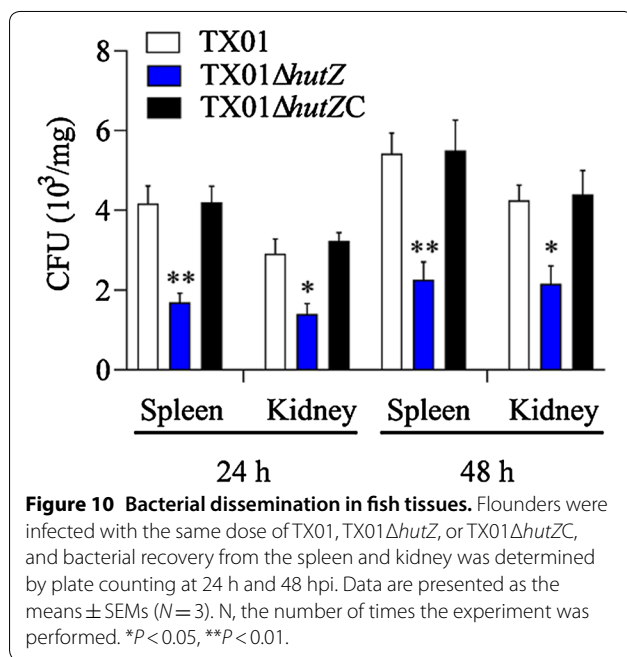 8
6
4
2
0
CFU (10³/mg)
TX01
TX01ΔhutZ
TX01ΔhutZC
** * ** *
Spleen Kidney Spleen Kidney
24 h 48 h
Figure 10 Bacterial dissemination in fish tissues. Flounders were
infected with the same dose of TX01, TX01ΔhutZ, or TX01ΔhutZC,
and bacterial recovery from the spleen and kidney was determined
by plate counting at 24 h and 48 hpi. Data are presented as the
means ± SEMs (N = 3). N, the number of times the experiment was
performed. *P < 0.05, **P < 0.01.